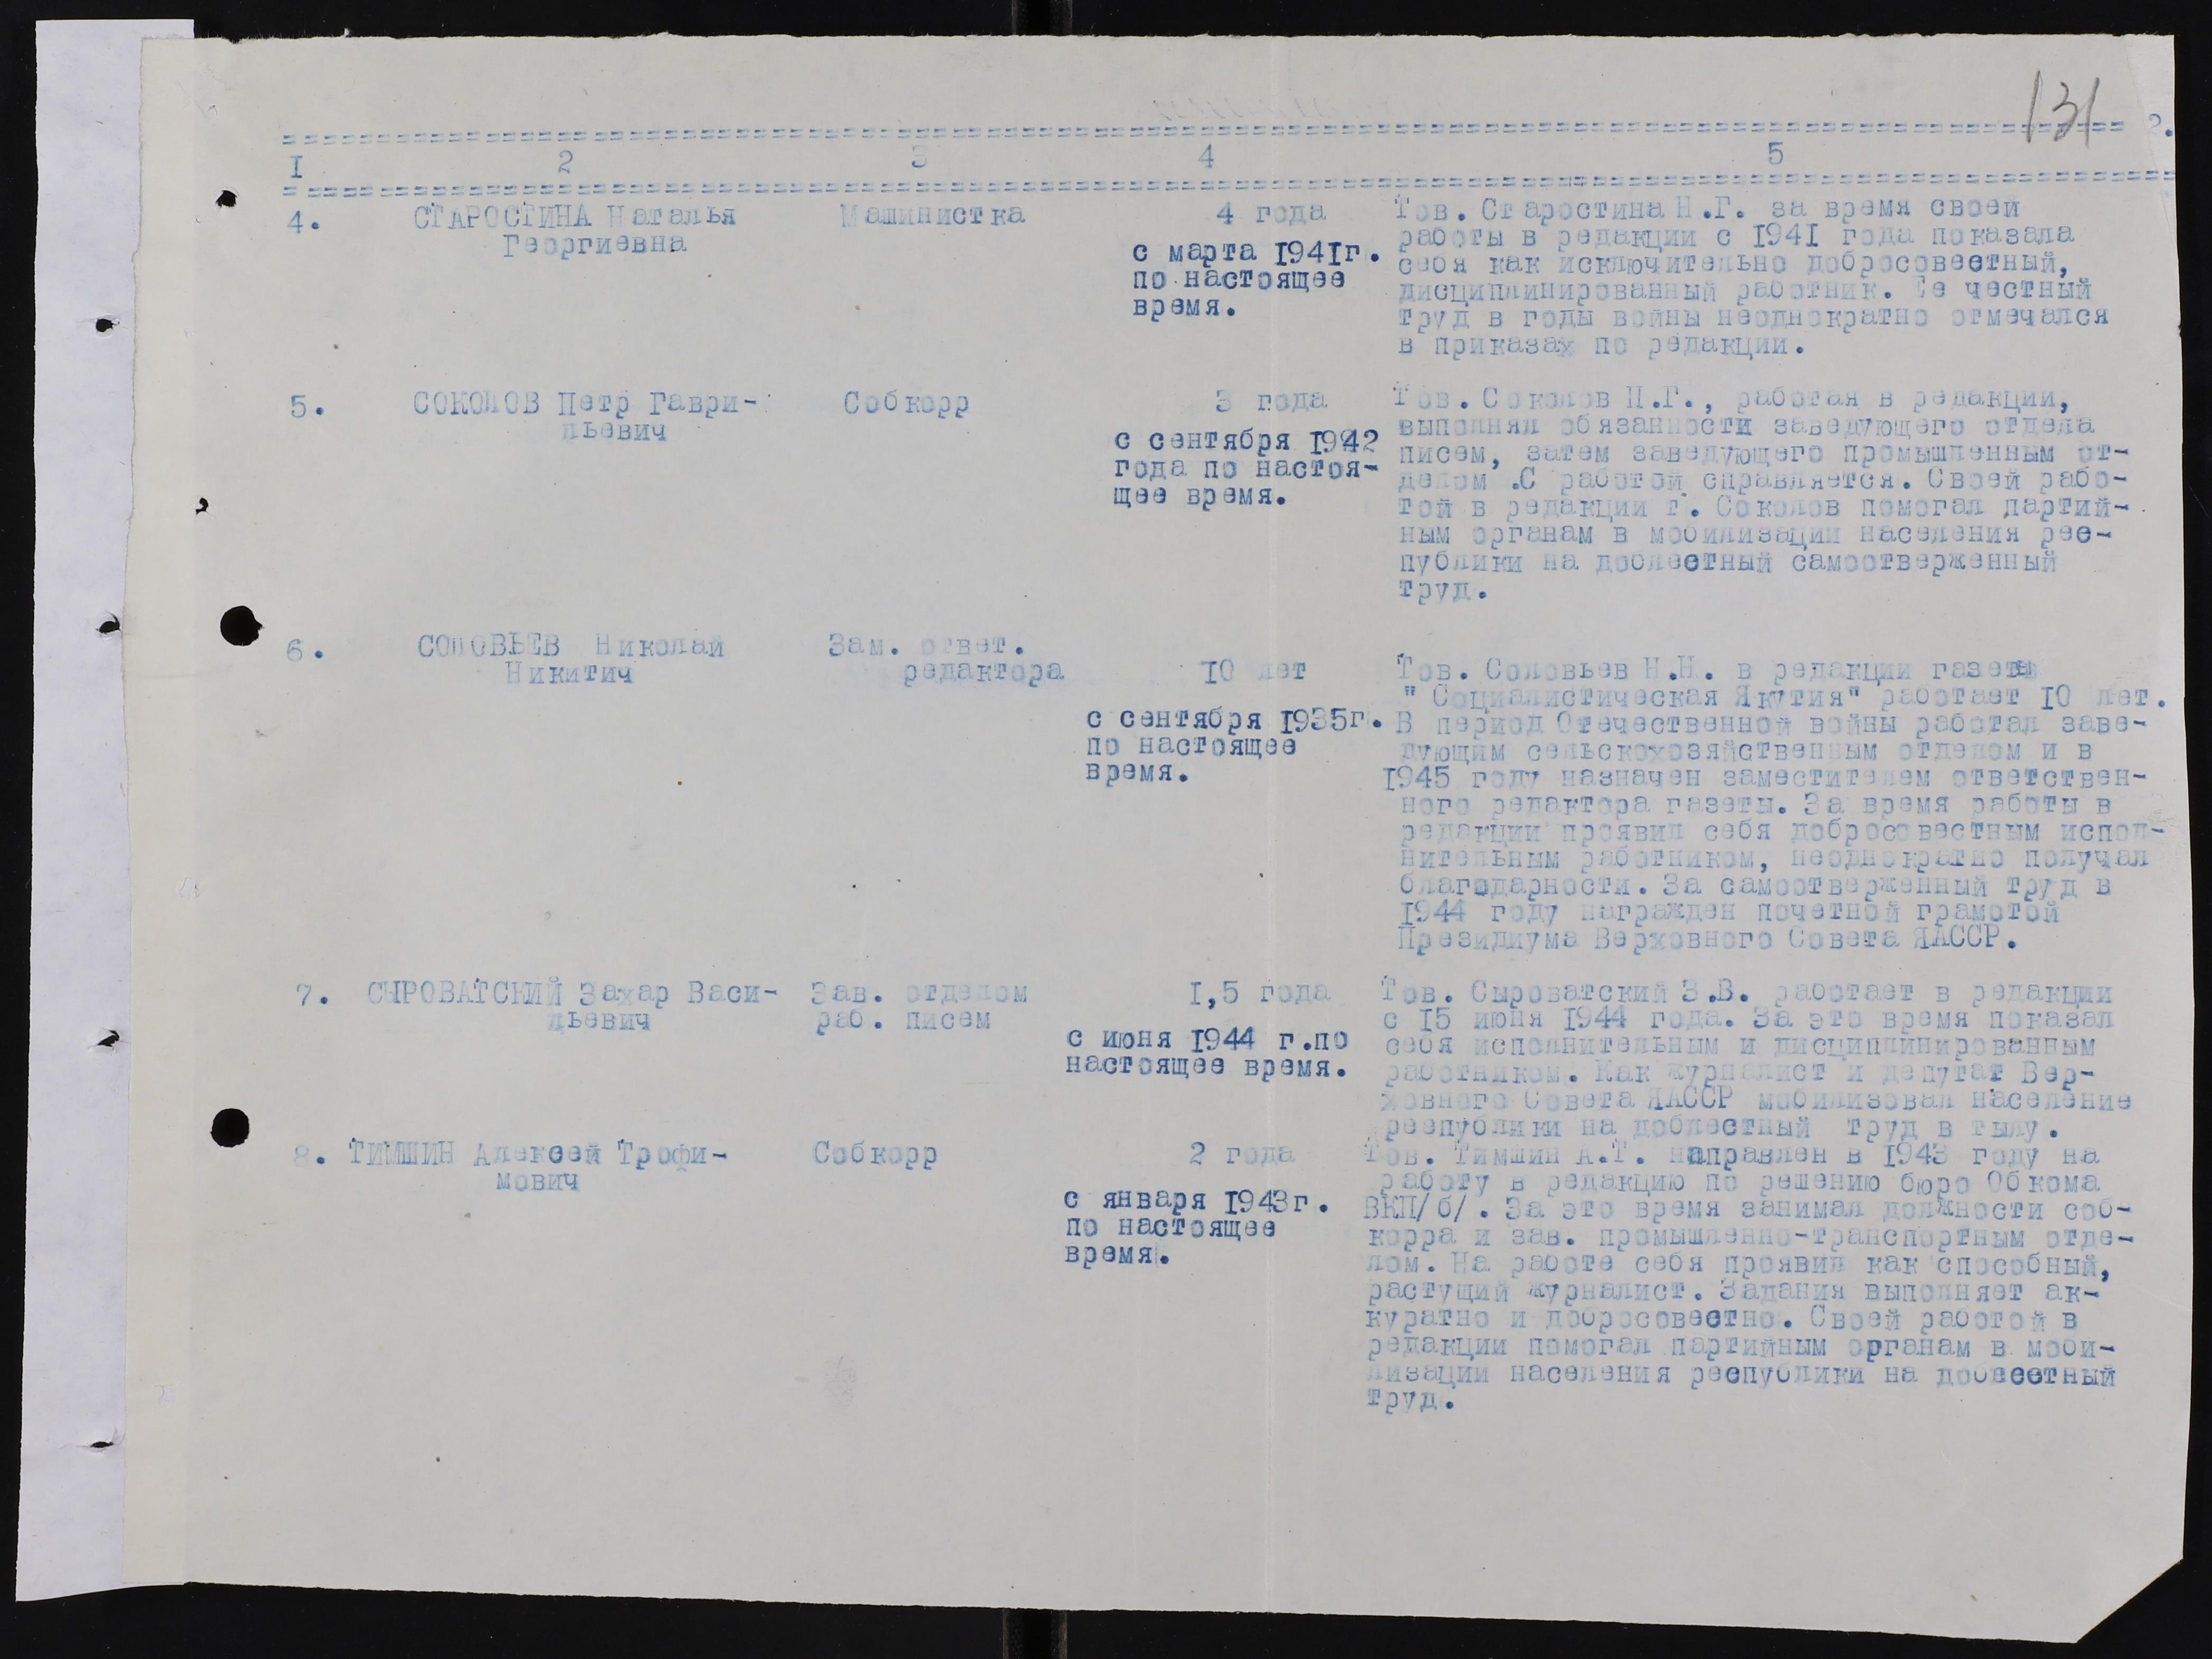 131
2.
1 2 3 4 5
4. СТАРОСТИНА Наталья
Георгиевна
Машинистка
4 года
с марта 1941г.
по настоящее
время.
Тов. Старостина Н.Г. за время своей
работы в редакции с 1941 года показала
себя как исключительно добросовестный,
дисциплинированный работник. Ее честный
труд в годы войны неоднократно отмечался
в приказах по редакции.
5. СОКОЛОВ Петр Гаври-
льевич
Собкорр
3 года
с сентября 1942
года по настоя-
щее время.
Тов. Соколов П.Г., работая в редакции,
выполнял обязанности заведующего отдела
писем, затем заведующего промышленным от-
делом .С работой справляется. Своей рабо-
той в редакции т. Соколов помогал партий-
ным органам в мобилизации населения рес-
публики на доблестный самоотверженный
труд.
6. СОЛОВЬЕВ Николай
Никитич
Зам. ответ.
редактора
10 лет
с сентября 1935г.
по настоящее
время.
Тов. Соловьев Н.Н. в редакции газеты
"Социалистическая Якутия" работает 10 лет.
В период Отечественной войны работал заве-
дующим сельскохозяйственным отделом и в
1945 году назначен заместителем ответствен-
ного редактора газеты. За время работы в
редакции проявил себя добросовестным испол-
нительным работником, неоднократно получал
благодарности. За самоотверженный труд в
1944 году награжден почетной грамотой
Президиума Верховного Совета ЯАССР.
7. СЫРОВАТСКИЙ Захар Васи-
льевич
Зав. отделом
раб. писем
1,5 года
с июня 1944 г.по
настоящее время.
Тов. Сыроватский З.В. работает в редакции
с 15 июня 1944 года. За это время показал
себя исполнительным и дисциплинированным
работником. Как журналист и депутат Вер-
ховного Совета ЯАССР мобилизовал население
республики на доблестный труд в тылу.
8. ТИМШИН Алексей Трофи-
мович
Собкорр
2 года
с января 1943г.
по настоящее
время.
Тов. Тимшин А.Т. направлен в 1943 году на
работу в редакцию по решению бюро Обкома
ВКП/б/. За это время занимал должности соб-
корра и зав. промышленно-транспортным отде-
лом. На работе себя проявил как способный,
растущий журналист. Задания выполняет ак-
куратно и добросовестно. Своей работой в
редакции помогал партийным органам в моби-
лизации населения республики на доблестный
труд.